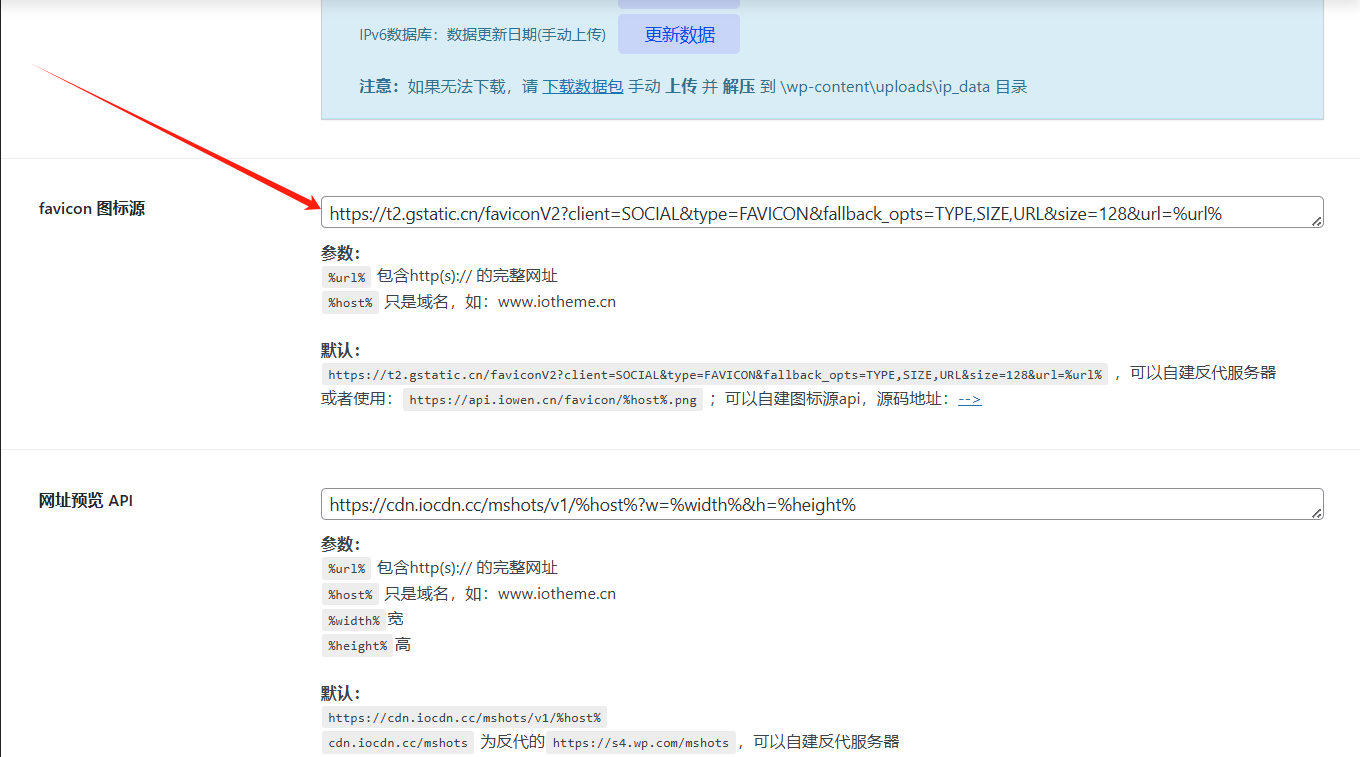 IPv6数据库：数据更新日期(手动上传) 更新数据
注意：如果无法下载，请 下载数据包 手动 上传 并 解压 到 \wp-content\uploads\ip_data 目录
favicon 图标源
https://t2.gstatic.cn/faviconV2?client=SOCIAL&type=FAVICON&fallback_opts=TYPE,SIZE,URL&size=128&url=%url%
参数：
%url% 包含http(s):// 的完整网址
%host% 只是域名，如：www.iotheme.cn
默认：
https://t2.gstatic.cn/faviconV2?client=SOCIAL&type=FAVICON&fallback_opts=TYPE,SIZE,URL&size=128&url=%url% ，可以自建反代服务器
或者使用：https://api.iowen.cn/favicon/%host%.png ；可以自建图标源api，源码地址：-->
网址预览 API
https://cdn.iocdn.cc/mshots/v1/%host%?w=%width%&h=%height%
参数：
%url% 包含http(s):// 的完整网址
%host% 只是域名，如：www.iotheme.cn
%width% 宽
%height% 高
默认：
https://cdn.iocdn.cc/mshots/v1/%host%
cdn.iocdn.cc/mshots 为反代的 https://s4.wp.com/mshots ，可以自建反代服务器